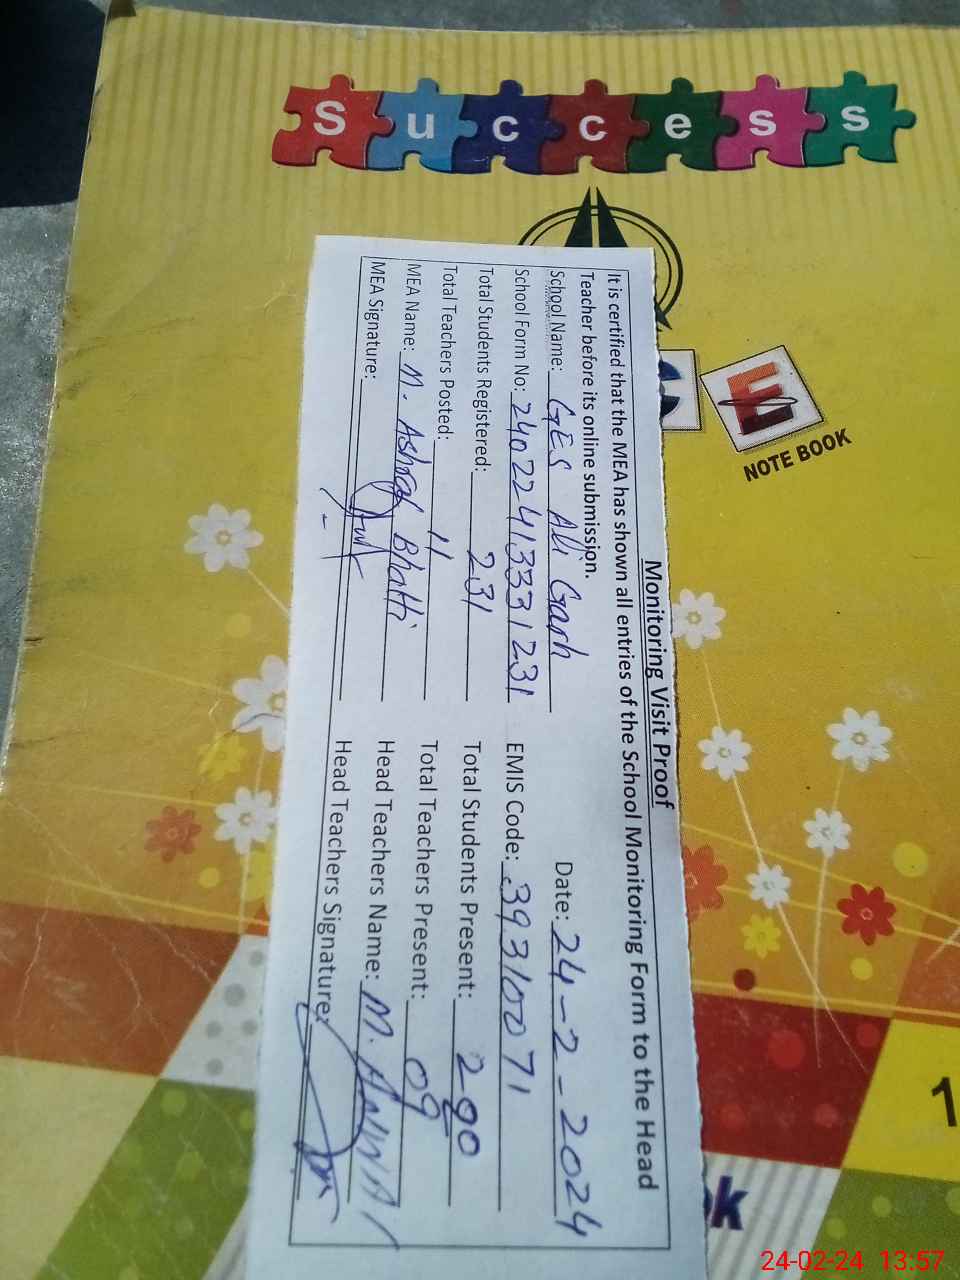 Success
NOTE BOOK
Monitoring Visit Proof
It is certified that the MEA has shown all entries of the School Monitoring Form to the Head
Teacher before its online submission.
School Name: GES Ali Garh Date: 24-2-2024
School Form No: 24022413331231 EMIS Code: 39310071
Total Students Registered: 231 Total Students Present: 200
Total Teachers Posted: 11 Total Teachers Present: 09
MEA Name: M. Ashraf Bhatti Head Teachers Name: M.
MEA Signature: Head Teachers Signature:
1
24-02-24 13:57